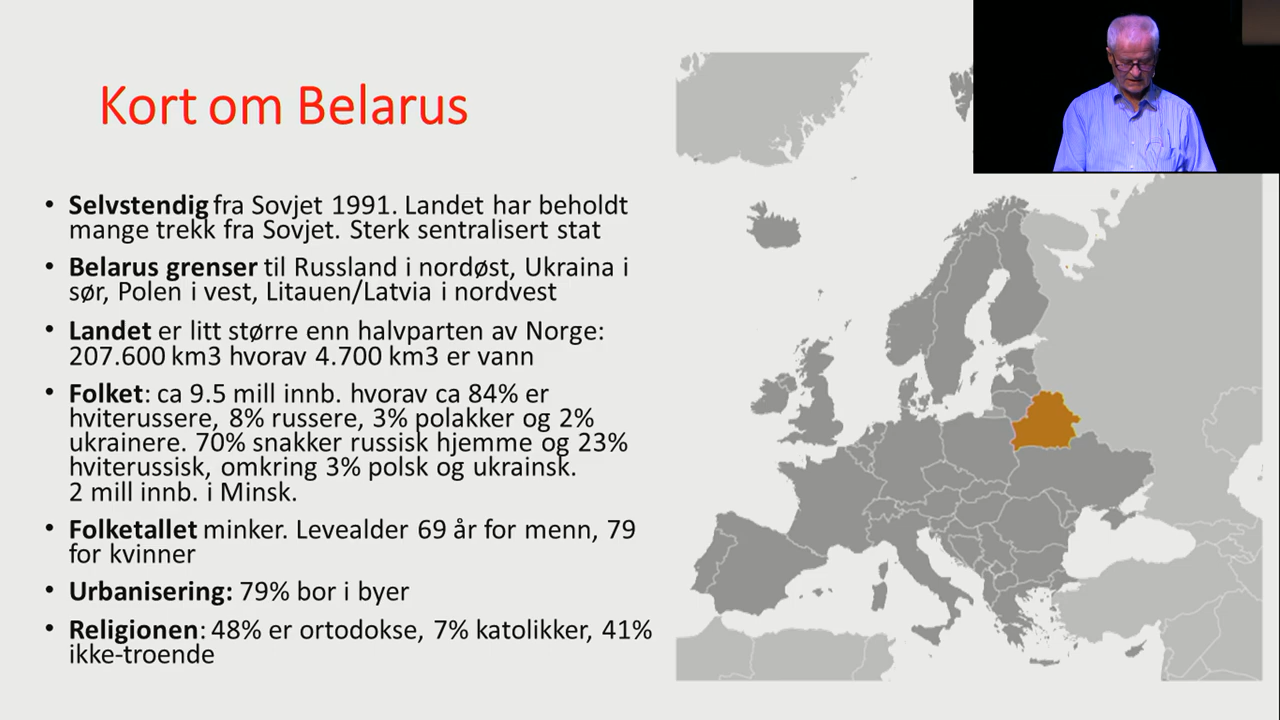 Kort om Belarus
• Selvstendig fra Sovjet 1991. Landet har beholdt
mange trekk fra Sovjet. Sterk sentralisert stat
• Belarus grenser til Russland i nordøst, Ukraina i
sør, Polen i vest, Litauen/Latvia i nordvest
• Landet er litt større enn halvparten av Norge:
207.600 km3 hvorav 4.700 km3 er vann
• Folket: ca 9.5 mill innb. hvorav ca 84% er
hviterussere, 8% russere, 3% polakker og 2%
ukrainere. 70% snakker russisk hjemme og 23%
hviterussisk, omkring 3% polsk og ukrainsk.
2 mill innb. i Minsk.
• Folketallet minker. Levealder 69 år for menn, 79
for kvinner
• Urbanisering: 79% bor i byer
• Religionen: 48% er ortodokse, 7% katolikker, 41%
ikke-troende